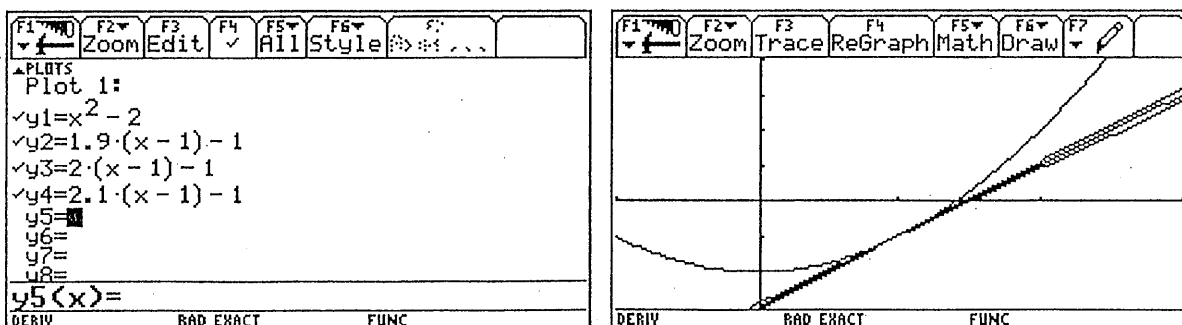 F1 F2 F3 F4 F5 F6 F7
Zoom Edit ✓ All Style
▲PLOTS
Plot 1:
✓y1=x² - 2
✓y2=1.9·(x - 1) - 1
✓y3=2·(x - 1) - 1
✓y4=2.1·(x - 1) - 1
y5=
y6=
y7=
y8=
y5(x)=
DERIV RAD EXACT FUNC
F1 F2 F3 F4 F5 F6 F7
Zoom Trace ReGraph Math Draw
DERIV RAD EXACT FUNC